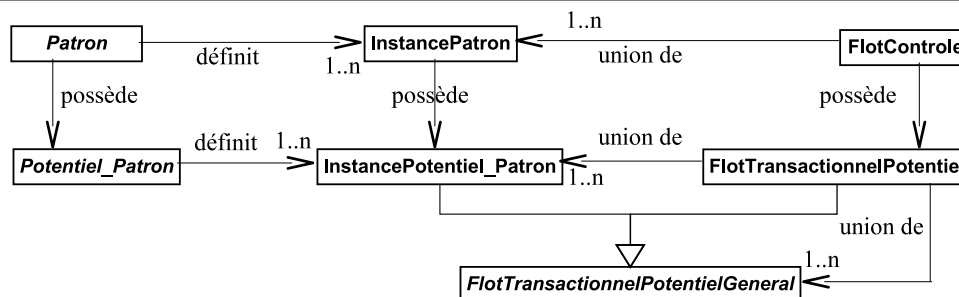 1..n
Patron
InstancePatron
FlotControle
définit
1..n
union de
possède
possède
possède
définit
1..n
union de
Potentiel_Patron
InstancePotentiel_Patron
1..n
FlotTransactionnelPotentiel
union de
1..n
FlotTransactionnelPotentielGeneral